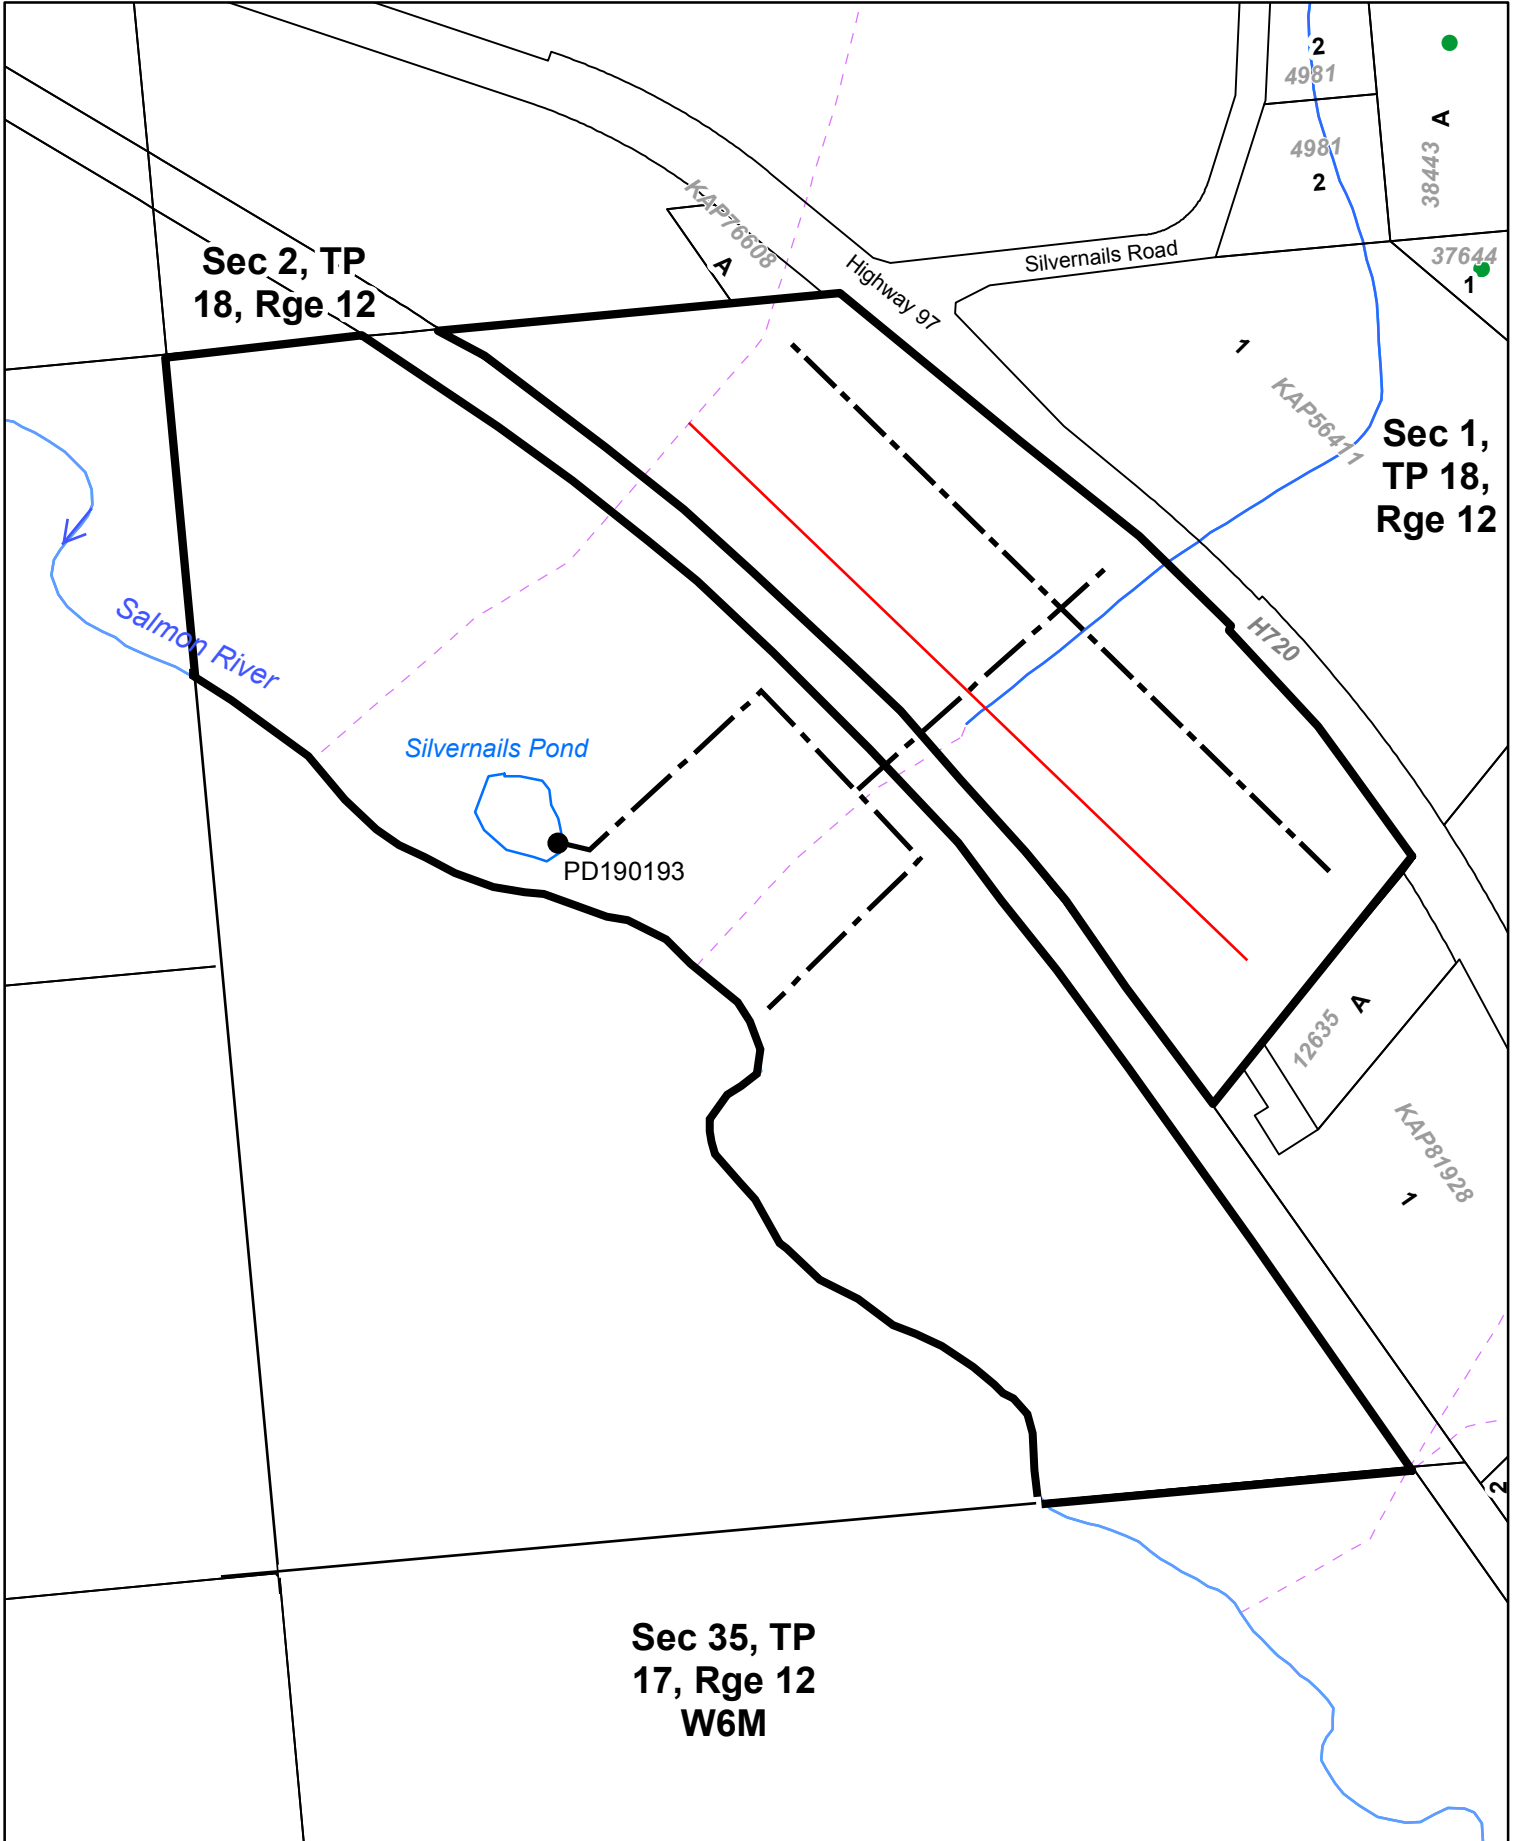 2
4981
A
38443
4981
2
KAP76608
A
Sec 2, TP
18, Rge 12
Highway 97
Silvernails Road
37644
1
1
KAP56411
Sec 1,
TP 18,
Rge 12
Salmon River
H720
Silvernails Pond
PD190193
A
12635
KAP81928
1
2
Sec 35, TP
17, Rge 12
W6M